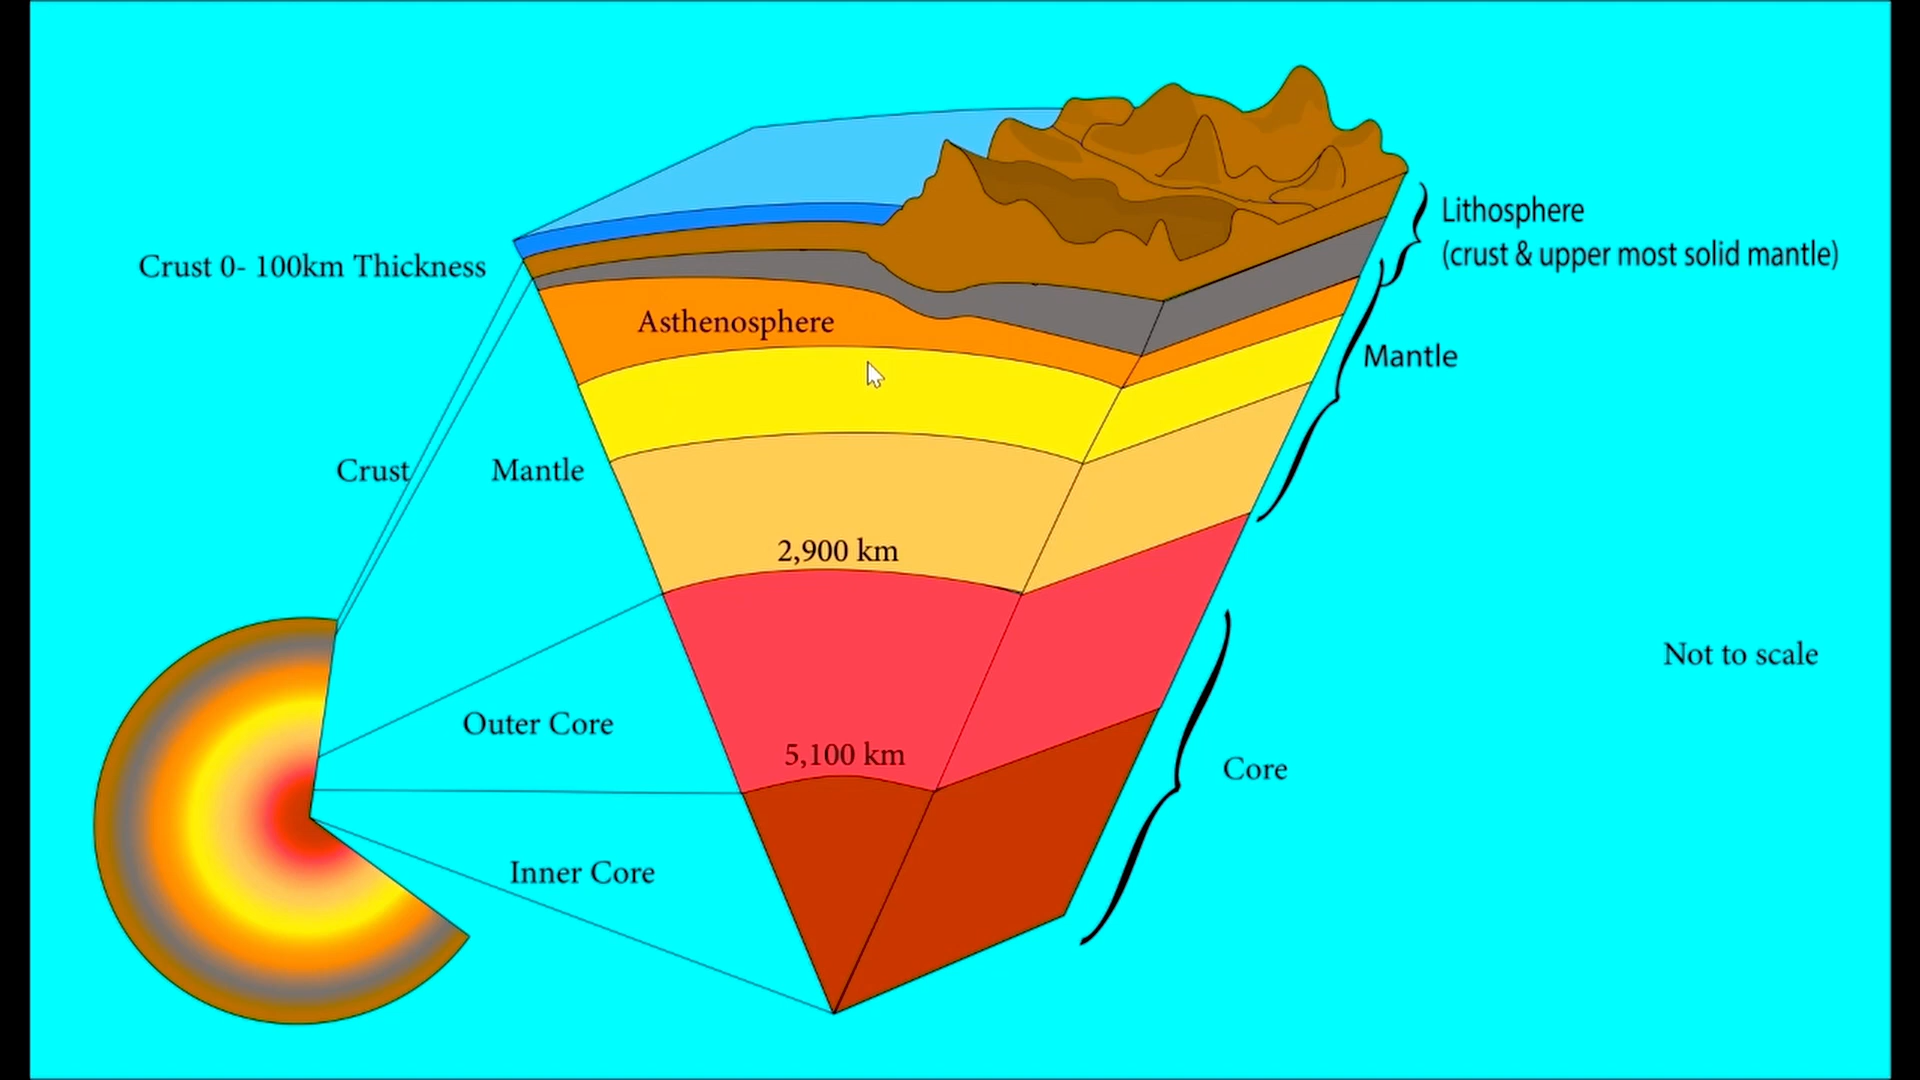 Lithosphere
(crust & upper most solid mantle)
Crust 0- 100km Thickness
Asthenosphere
Mantle
Crust
Mantle
2,900 km
Not to scale
Outer Core
5,100 km
Core
Inner Core